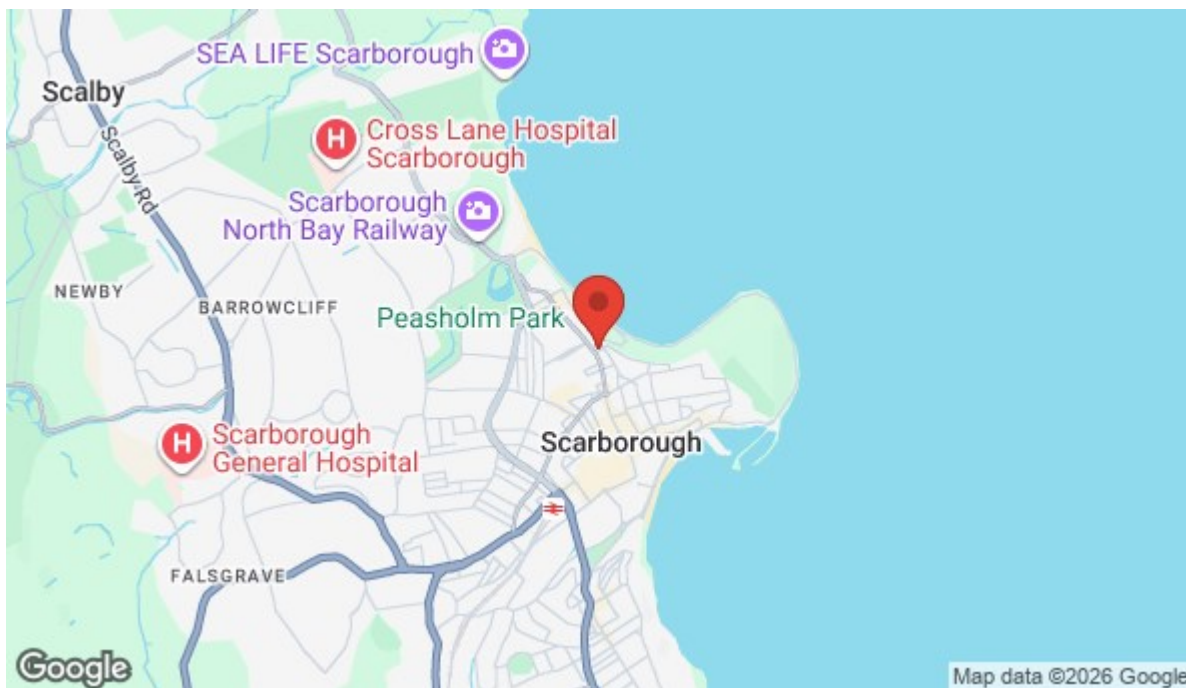 SEA LIFE Scarborough
Scalby
Cross Lane Hospital
Scarborough
Scalby Rd
Scarborough
North Bay Railway
NEWBY
BARROWCLIFF
Peasholm Park
Scarborough
Scarborough
General Hospital
FALSGRAVE
Google
Map data ©2026 Google